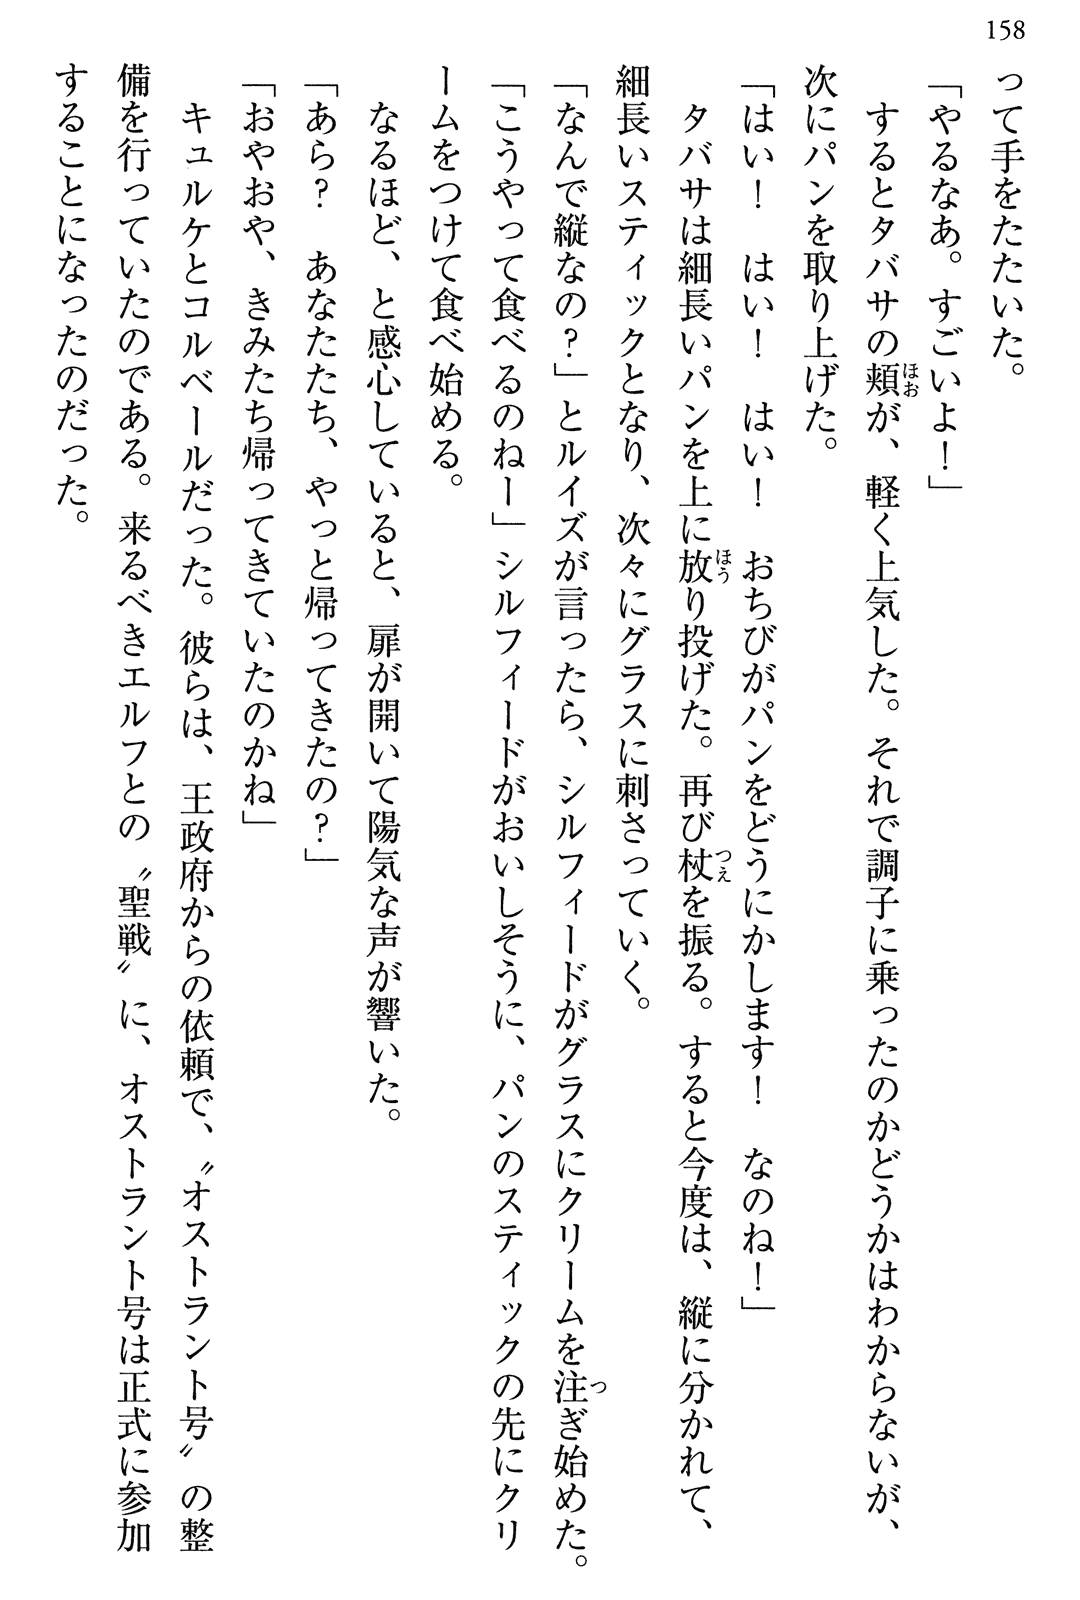 158
って手をたたいた。
「やるなあ。すごいよ！」
　するとタバサの頬が、軽く上気した。それで調子に乗ったのかどうかはわからないが、
次にパンを取り上げた。
「はい！　はい！　はい！　おちびがパンをどうにかします！　なのね！」
　タバサは細長いパンを上に放り投げた。再び杖を振る。すると今度は、縦に分かれて、
細長いスティックとなり、次々にグラスに刺さっていく。
「なんで縦なの？」とルイズが言ったら、シルフィードがグラスにクリームを注ぎ始めた。
「こうやって食べるのねー」シルフィードがおいしそうに、パンのスティックの先にクリ
ームをつけて食べ始める。
　なるほど、と感心していると、扉が開いて陽気な声が響いた。
「あら？　あなたたち、やっと帰ってきたの？」
「おやおや、きみたち帰ってきていたのかね」
　キュルケとコルベールだった。彼らは、王政府からの依頼で、〝オストラント号〟の整
備を行っていたのである。来るべきエルフとの〝聖戦〟に、オストラント号は正式に参加
することになったのだった。